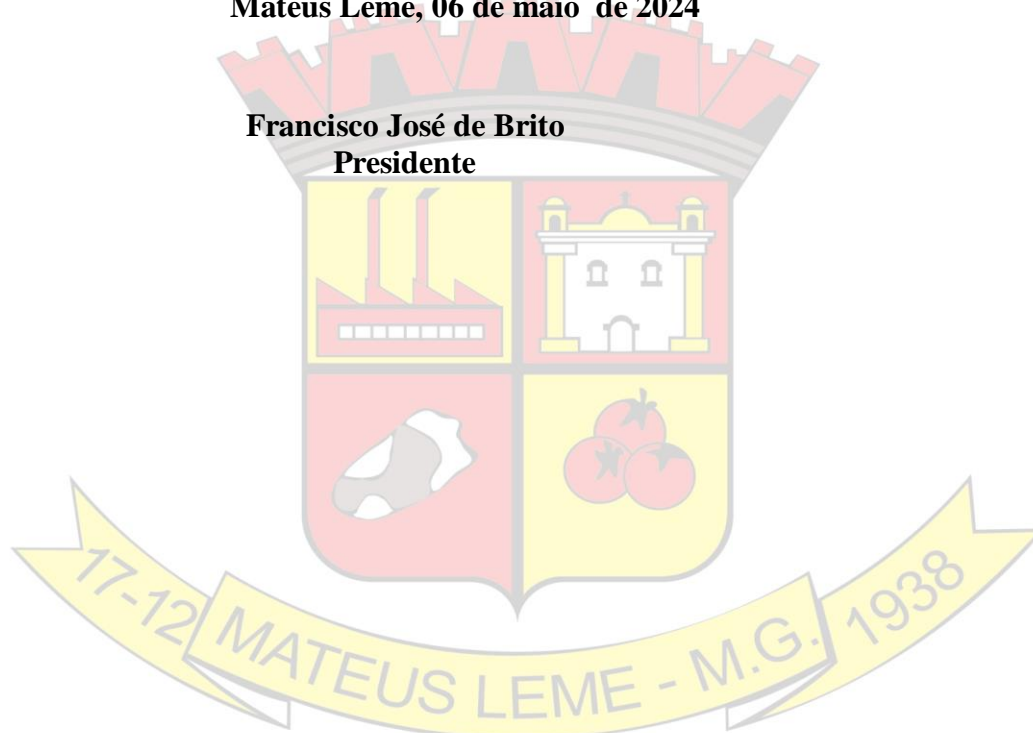 Mateus Leme, 06 de maio  de 2024
Francisco José de Brito
Presidente
17-12 MATEUS LEME - M.G. 1938